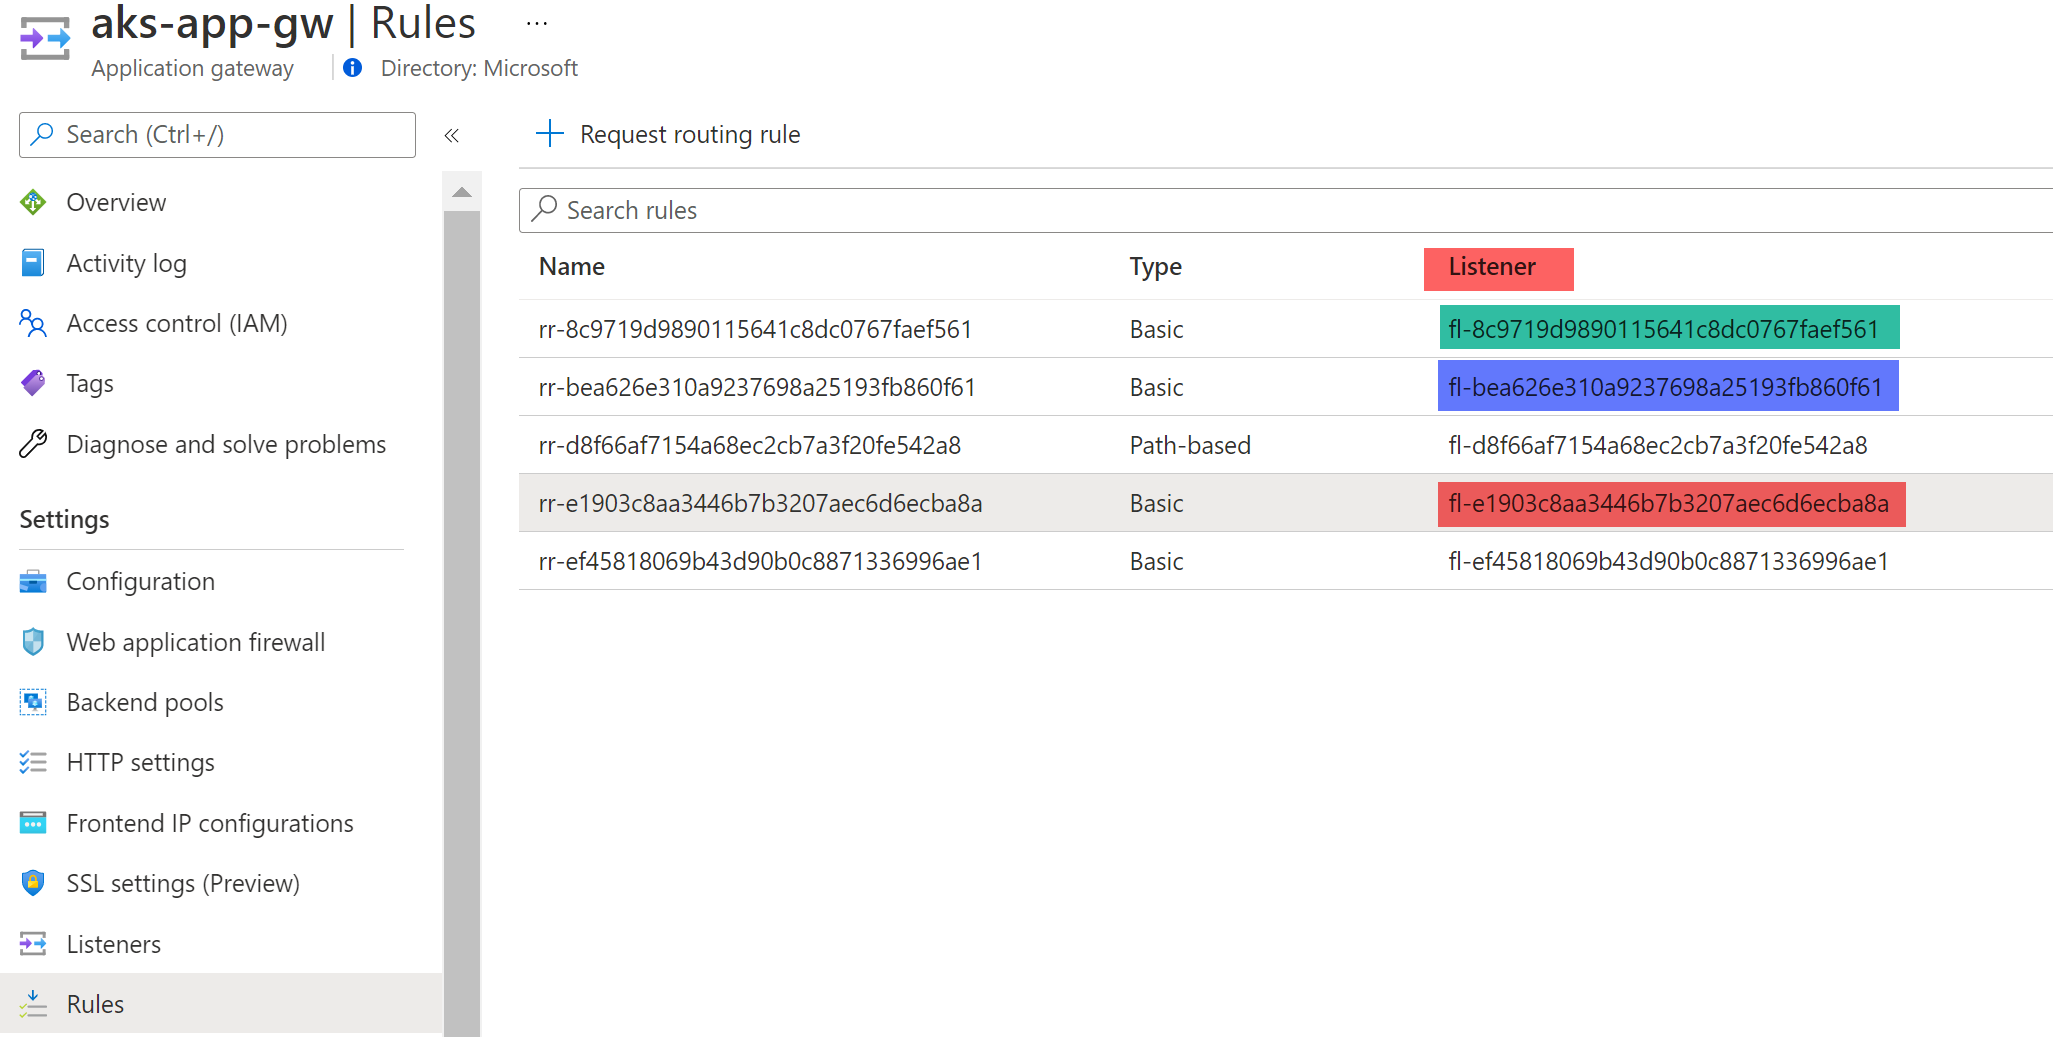 aks-app-gw | Rules ...
Application gateway
Directory: Microsoft
Search (Ctrl+/)
«
Overview
Activity log
Access control (IAM)
Tags
Diagnose and solve problems
Settings
Configuration
Web application firewall
Backend pools
HTTP settings
Frontend IP configurations
SSL settings (Preview)
Listeners
Rules
Request routing rule
Search rules
Name Type Listener
rr-8c9719d9890115641c8dc0767faef561 Basic fl-8c9719d9890115641c8dc0767faef561
rr-bea626e310a9237698a25193fb860f61 Basic fl-bea626e310a9237698a25193fb860f61
rr-d8f66af7154a68ec2cb7a3f20fe542a8 Path-based fl-d8f66af7154a68ec2cb7a3f20fe542a8
rr-e1903c8aa3446b7b3207aec6d6ecba8a Basic fl-e1903c8aa3446b7b3207aec6d6ecba8a
rr-ef45818069b43d90b0c8871336996ae1 Basic fl-ef45818069b43d90b0c8871336996ae1